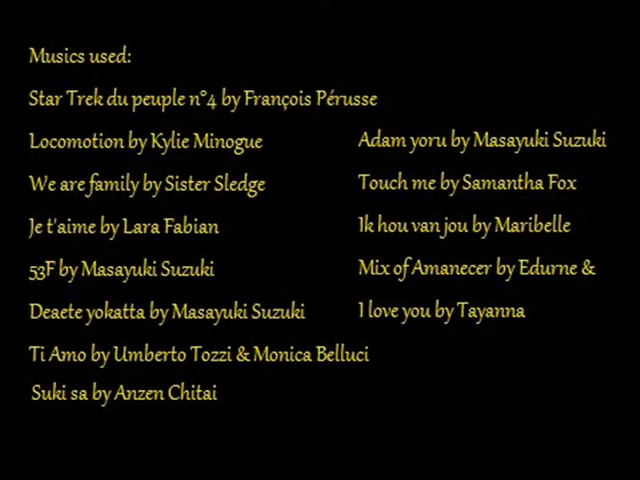 Musics used:
Star Trek du peuple n°4 by François Pérusse
Locomotion by Kylie Minogue
We are family by Sister Sledge
Je t'aime by Lara Fabian
53F by Masayuki Suzuki
Deaete yokatta by Masayuki Suzuki
Ti Amo by Umberto Tozzi & Monica Belluci
Suki sa by Anzen Chitai
Adam yoru by Masayuki Suzuki
Touch me by Samantha Fox
Ik hou van jou by Maribelle
Mix of Amanecer by Edurne &
I love you by Tayanna